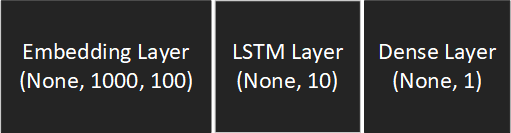 Embedding Layer
(None, 1000, 100)
LSTM Layer
(None, 10)
Dense Layer
(None, 1)